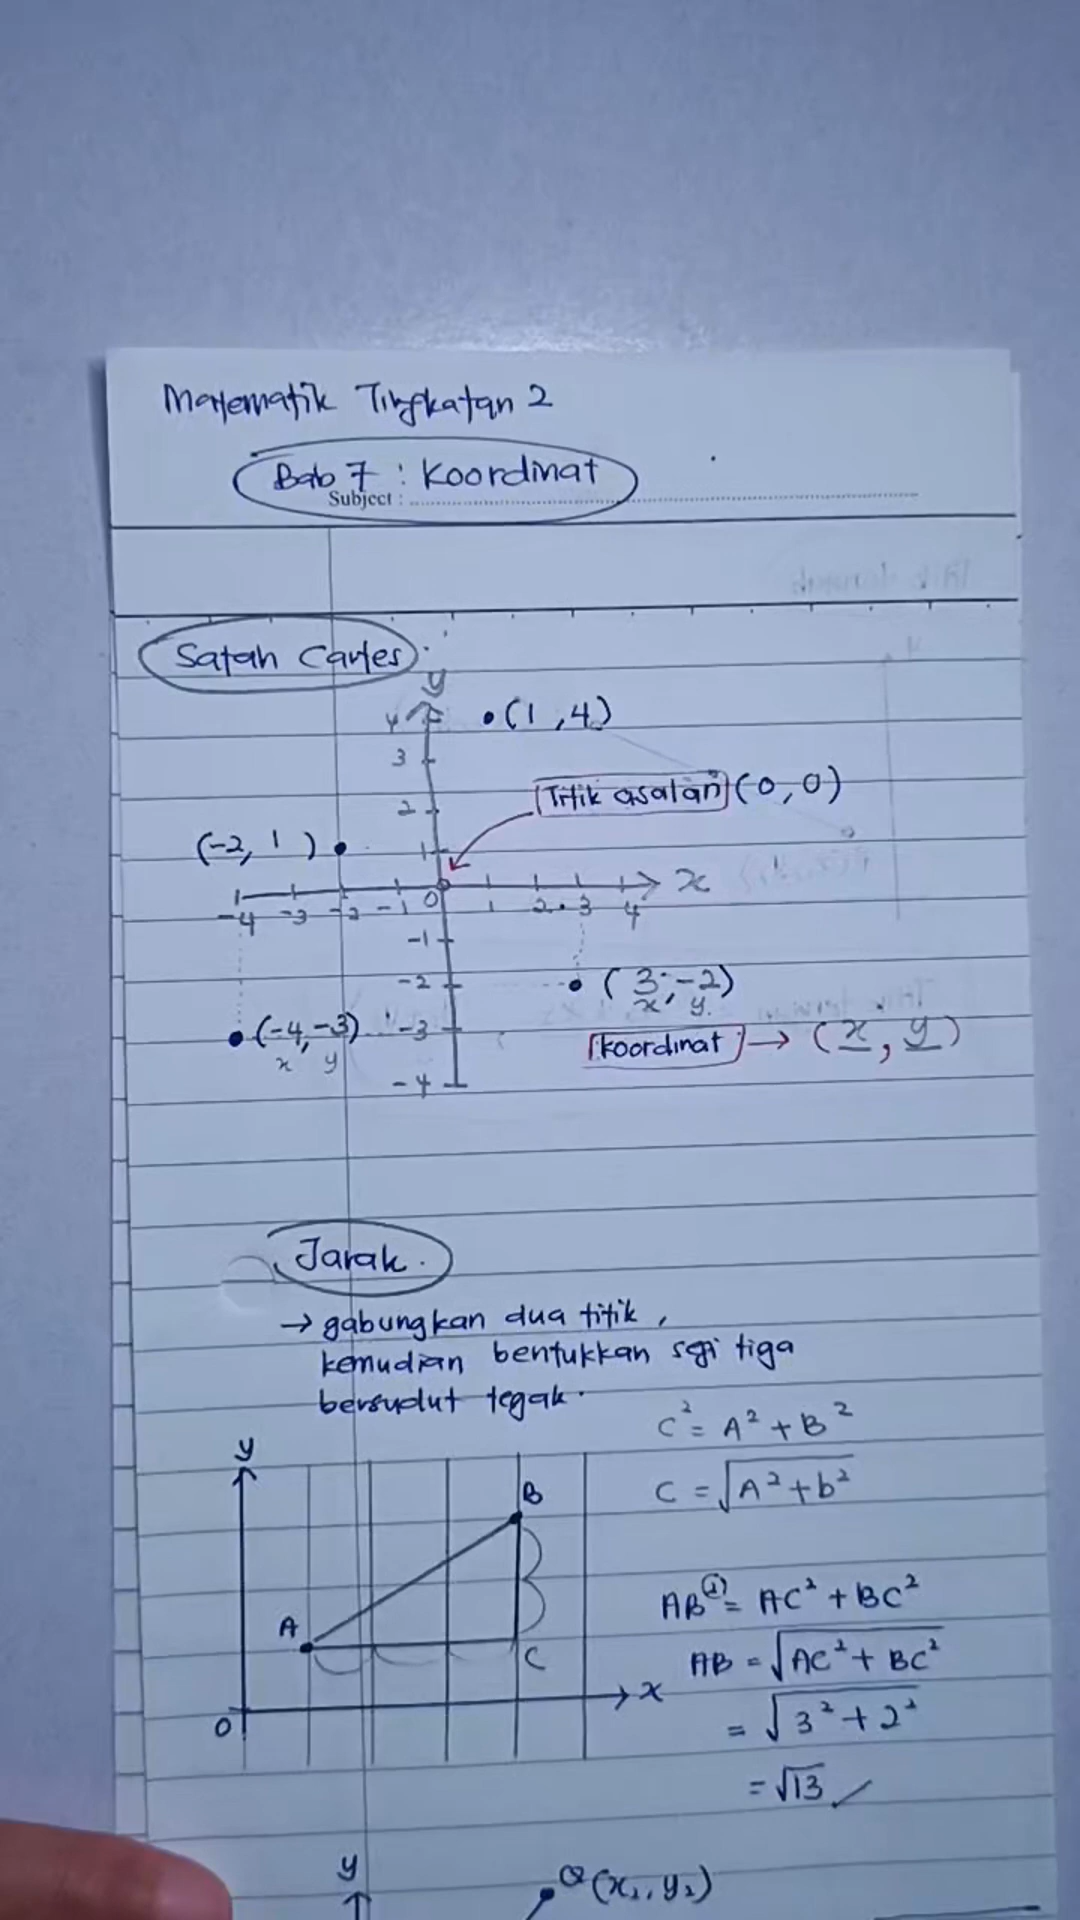 Matematik Tingkatan 2
Bab 7 : Koordinat
Subject :
Satah Cartes
y
4
(1, 4)
3
Titik asalan (0, 0)
2
(-2, 1)
1
x
-4 -3 -2 -1 0 1 2 3 4
-1
-2
(3, -2)
x y
(-4, -3)
x y
-3
Koordinat → (x, y)
-4
Jarak.
→ gabungkan dua titik,
kemudian bentukkan segi tiga
bersudut tegak.
C² = A² + B²
C = √A² + b²
y
B
A
C
x
0
AB² = AC² + BC²
AB = √AC² + BC²
= √3² + 2²
= √13 ✓
y
Q(x₂, y₂)